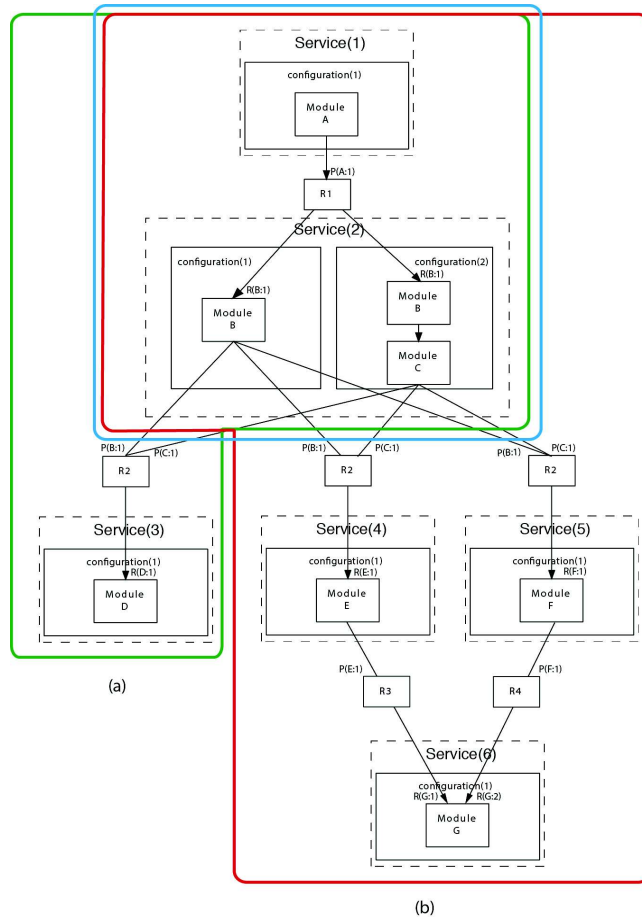 Service(1)
configuration(1)
Module
A
P(A:1)
R1
Service(2)
configuration(1)
configuration(2)
R(B:1)
R(B:1)
Module
B
Module
B
Module
C
P(B:1)
P(C:1)
P(B:1)
P(C:1)
P(B:1)
P(C:1)
R2
R2
R2
Service(3)
Service(4)
Service(5)
configuration(1)
configuration(1)
configuration(1)
R(D:1)
R(E:1)
R(F:1)
Module
D
Module
E
Module
F
P(E:1)
P(F:1)
(a)
R3
R4
Service(6)
configuration(1)
R(G:1)
R(G:2)
Module
G
(b)